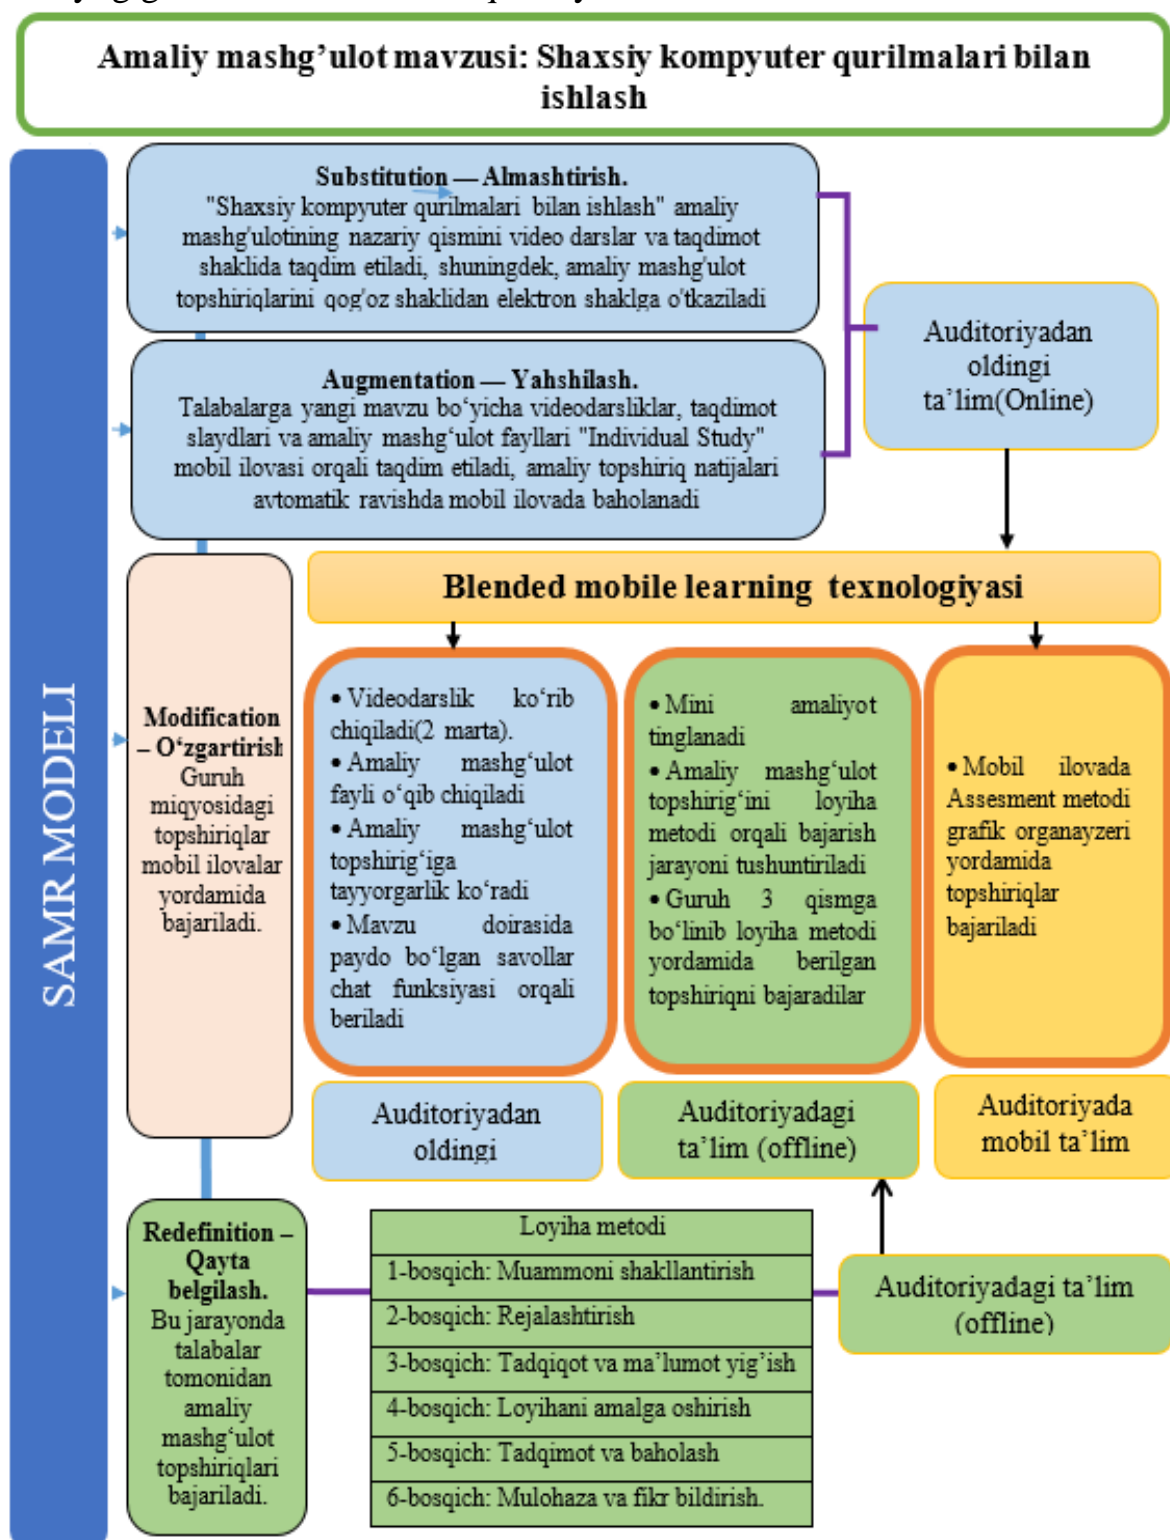 Amaliy mashg’ulot mavzusi: Shaxsiy kompyuter qurilmalari bilan
ishlash
SAMR MODELI
Substitution — Almashtirish.
"Shaxsiy kompyuter qurilmalari bilan ishlash" amaliy
mashg'ulotining nazariy qismini video darslar va taqdimot
shaklida taqdim etiladi, shuningdek, amaliy mashg'ulot
topshiriqlarini qog'oz shaklidan elektron shaklga o'tkaziladi
Augmentation — Yahshilash.
Talabalarga yangi mavzu bo‘yicha videodarsliklar, taqdimot
slaydlari va amaliy mashg‘ulot fayllari "Individual Study"
mobil ilovasi orqali taqdim etiladi, amaliy topshiriq natijalari
avtomatik ravishda mobil ilovada baholanadi
Auditoriyadan
oldingi
ta’lim(Online)
Modification
– O‘zgartirish
Guruh
miqyosidagi
topshiriqlar
mobil ilovalar
yordamida
bajariladi.
Blended mobile learning texnologiyasi
• Videodarslik ko‘rib
chiqiladi(2 marta).
• Amaliy mashg‘ulot
fayli o‘qib chiqiladi
• Amaliy mashg‘ulot
topshirig‘iga
tayyorgarlik ko‘radi
• Mavzu doirasida
paydo bo‘lgan savollar
chat funksiyasi orqali
beriladi
• Mini amaliyot
tinglanadi
• Amaliy mashg‘ulot
topshirig‘ini loyiha
metodi orqali bajarish
jarayoni tushuntiriladi
• Guruh 3 qismga
bo‘linib loyiha metodi
yordamida berilgan
topshiriqni bajaradilar
• Mobil ilovada
Assesment metodi
grafik organayzeri
yordamida
topshiriqlar
bajariladi
Auditoriyadan
oldingi
Auditoriyadagi
ta’lim (offline)
Auditoriyada
mobil ta’lim
Redefinition –
Qayta
belgilash.
Bu jarayonda
talabalar
tomonidan
amaliy
mashg‘ulot
topshiriqlari
bajariladi.
Loyiha metodi
1-bosqich: Muammoni shakllantirish
2-bosqich: Rejalashtirish
3-bosqich: Tadqiqot va ma’lumot yig’ish
4-bosqich: Loyihani amalga oshirish
5-bosqich: Tadqimot va baholash
6-bosqich: Mulohaza va fikr bildirish.
Auditoriyadagi ta’lim
(offline)